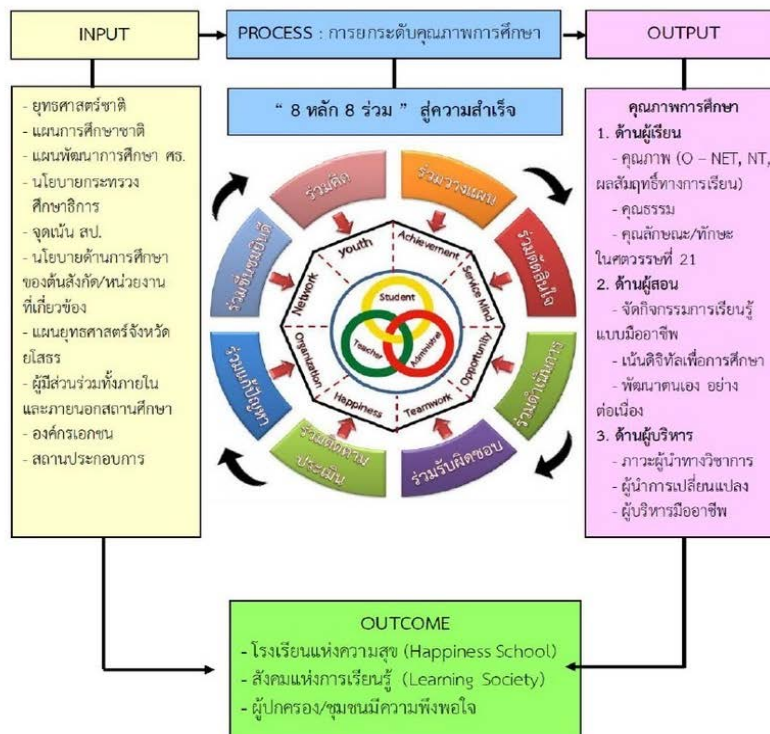 INPUT
PROCESS : การยกระดับคุณภาพการศึกษา
OUTPUT
- ยุทธศาสตร์ชาติ
- แผนการศึกษาชาติ
- แผนพัฒนาการศึกษา ศธ.
- นโยบายกระทรวง
ศึกษาธิการ
- จุดเน้น สป.
- นโยบายด้านการศึกษา
ของต้นสังกัด/หน่วยงาน
ที่เกี่ยวข้อง
- แผนยุทธศาสตร์จังหวัด
ยโสธร
- ผู้มีส่วนร่วมทั้งภายใน
และภายนอกสถานศึกษา
- องค์กรเอกชน
- สถานประกอบการ
“ 8 หลัก 8 ร่วม ” สู่ความสำเร็จ
ร่วมคิด
ร่วมวางแผน
ร่วมตัดสินใจ
ร่วมดำเนินการ
ร่วมรับผิดชอบ
ร่วมติดตาม
ประเมิน
ร่วมแก้ปัญหา
ร่วมชื่นชมยินดี
youth
Achievement
Service Mind
Opportunity
Teamwork
Happiness
Organization
Network
Student
Teacher
Administrat
คุณภาพการศึกษา
1. ด้านผู้เรียน
- คุณภาพ (O – NET, NT,
ผลสัมฤทธิ์ทางการเรียน)
- คุณธรรม
- คุณลักษณะ/ทักษะ
ในศตวรรษที่ 21
2. ด้านผู้สอน
- จัดกิจกรรมการเรียนรู้
แบบมืออาชีพ
- เน้นดิจิทัลเพื่อการศึกษา
- พัฒนาตนเอง อย่าง
ต่อเนื่อง
3. ด้านผู้บริหาร
- ภาวะผู้นำทางวิชาการ
- ผู้นำการเปลี่ยนแปลง
- ผู้บริหารมืออาชีพ
OUTCOME
- โรงเรียนแห่งความสุข (Happiness School)
- สังคมแห่งการเรียนรู้ (Learning Society)
- ผู้ปกครอง/ชุมชนมีความพึงพอใจ